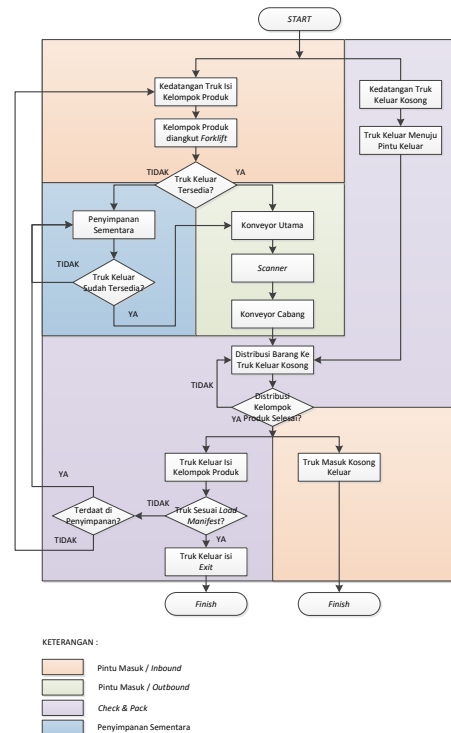 START
Kedatangan Truk Isi
Kelompok Produk
Kedatangan Truk
Keluar Kosong
Kelompok Produk
diangkut Forklift
Truk Keluar Menuju
Pintu Keluar
TIDAK
YA
Truk Keluar
Tersedia?
Penyimpanan
Sementara
Konveyor Utama
TIDAK
Truk Keluar
Sudah Tersedia?
YA
Scanner
Konveyor Cabang
Distribusi Barang Ke
Truk Keluar Kosong
TIDAK
Distribusi
Kelompok
Produk Selesai?
YA
Truk Keluar Isi
Kelompok Produk
Truk Masuk Kosong
Keluar
YA
Terdaat di
Penyimpanan?
TIDAK
Truk Sesuai Load
Manifest?
TIDAK
YA
Truk Keluar isi
Exit
Finish
Finish
KETERANGAN :
Pintu Masuk / Inbound
Pintu Masuk / Outbound
Check & Pack
Penyimpanan Sementara